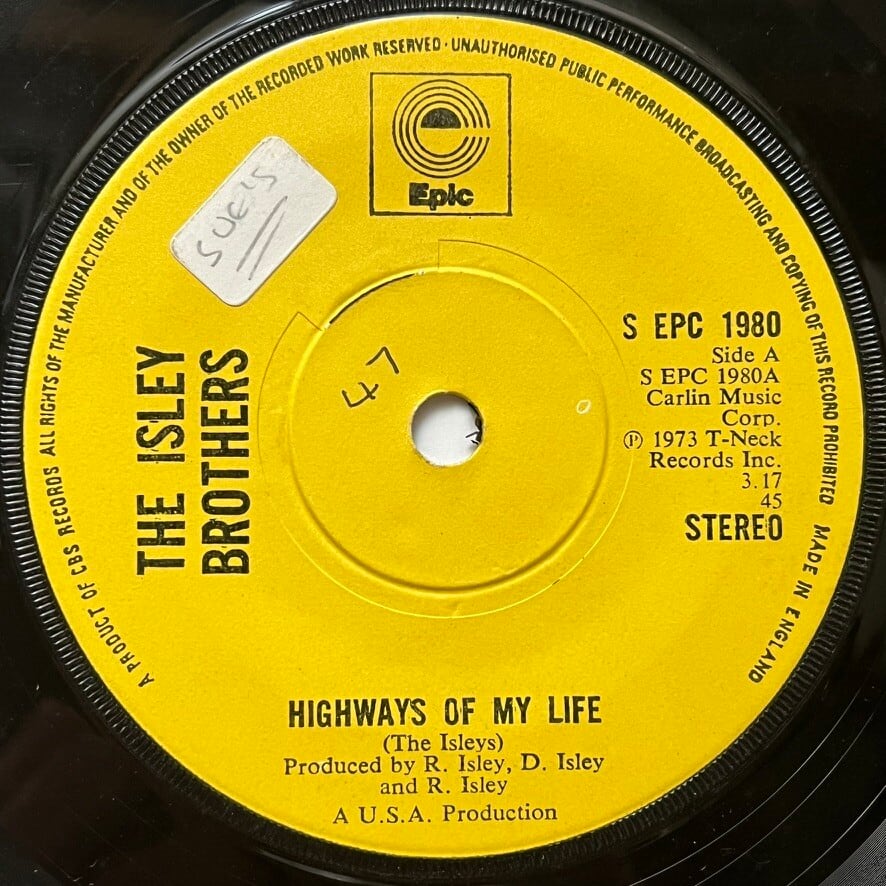 A PRODUCT OF CBS RECORDS ALL RIGHTS OF THE MANUFACTURER AND OF THE OWNER OF THE RECORDED WORK RESERVED · UNAUTHORISED PUBLIC PERFORMANCE BROADCASTING AND COPYING OF THIS RECORD PROHIBITED MADE IN ENGLAND
e
Epic
SUE'S
47
THE ISLEY
BROTHERS
S EPC 1980
Side A
S EPC 1980A
Carlin Music
Corp.
℗ 1973 T-Neck
Records Inc.
3.17
45
STEREO
HIGHWAYS OF MY LIFE
(The Isleys)
Produced by R. Isley, D. Isley
and R. Isley
A U.S.A. Production